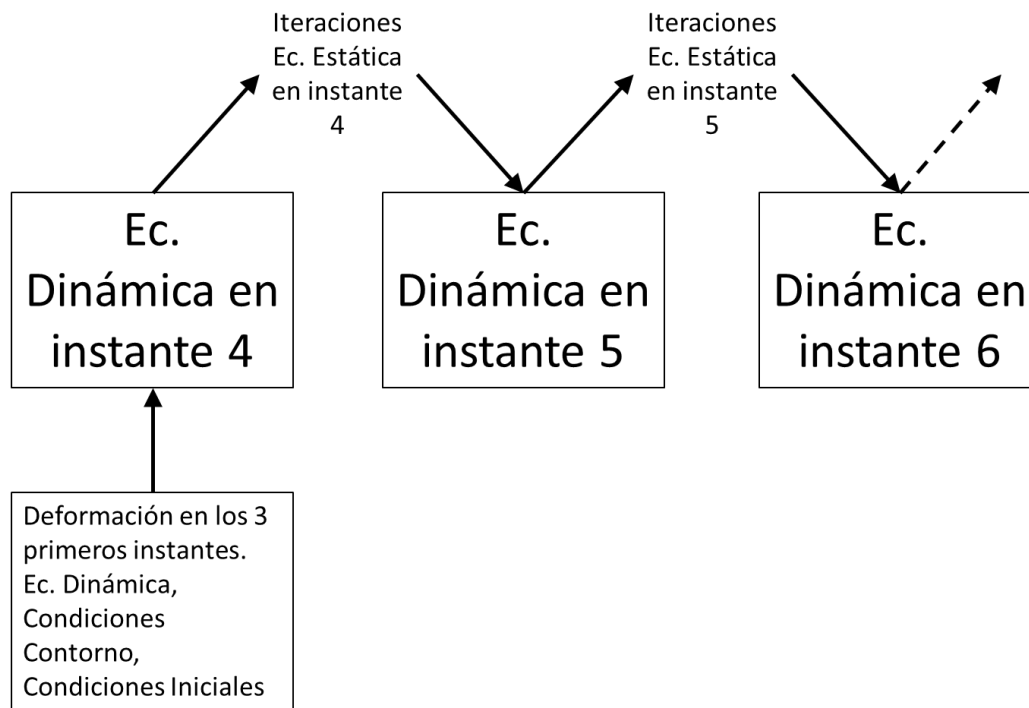 Iteraciones
Ec. Estática
en instante
4
Iteraciones
Ec. Estática
en instante
5
Ec.
Dinámica en
instante 4
Ec.
Dinámica en
instante 5
Ec.
Dinámica en
instante 6
Deformación en los 3
primeros instantes.
Ec. Dinámica,
Condiciones
Contorno,
Condiciones Iniciales